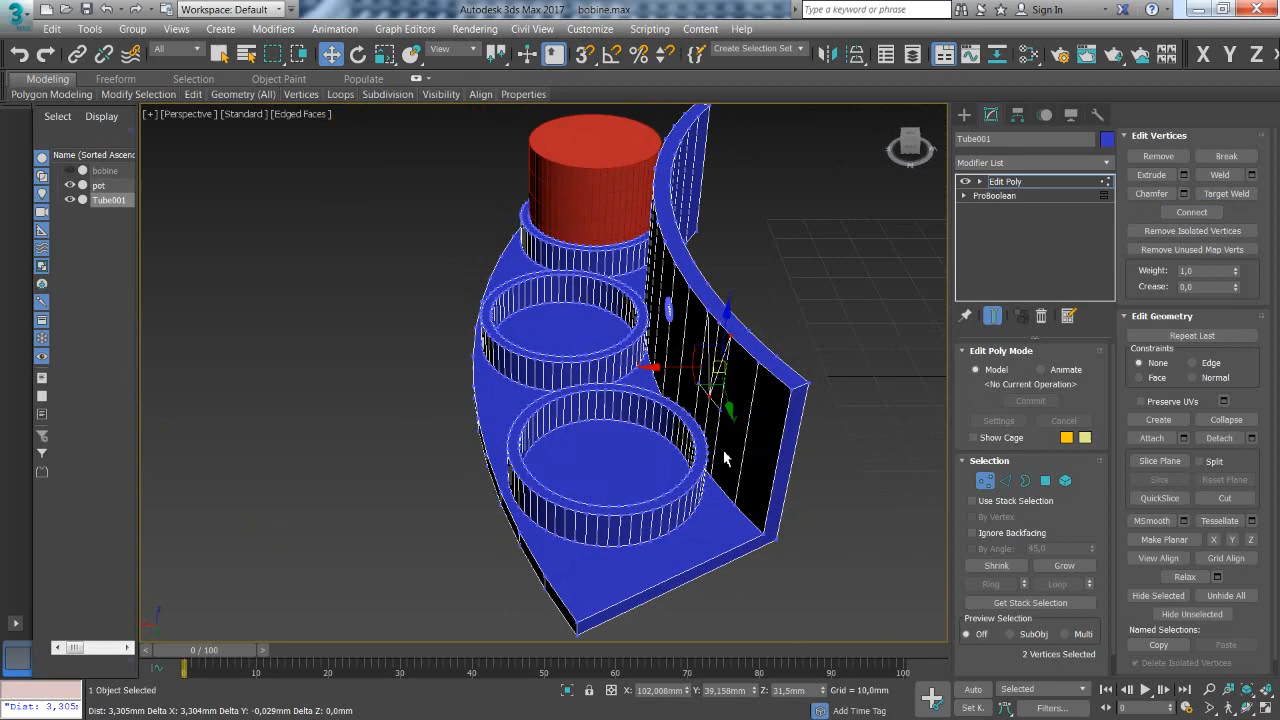 3 Workspace: Default Autodesk 3ds Max 2017 bobine.max Type a keyword or phrase Sign In
MAX Edit Tools Group Views Create Modifiers Animation Graph Editors Rendering Civil View Customize Scripting Content Help
All View Create Selection Set X Y Z
Modeling Freeform Selection Object Paint Populate
Polygon Modeling Modify Selection Edit Geometry (All) Vertices Loops Subdivision Visibility Align Properties
Select Display
[+] [Perspective] [Standard] [Edged Faces]
Name (Sorted Ascen
bobine
pot
Tube001
Tube001
Modifier List
Edit Poly
ProBoolean
Edit Poly Mode
Model Animate
<No Current Operation>
Commit
Settings Cancel
Show Cage
Selection
Use Stack Selection
By Vertex
Ignore Backfacing
By Angle: 45,0
Shrink Grow
Ring Loop
Get Stack Selection
Preview Selection
Off SubObj Multi
2 Vertices Selected
Edit Vertices
Remove Break
Extrude Weld
Chamfer Target Weld
Connect
Remove Isolated Vertices
Remove Unused Map Verts
Weight: 1,0
Crease: 0,0
Edit Geometry
Repeat Last
Constraints
None Edge
Face Normal
Preserve UVs
Create Collapse
Attach Detach
Slice Plane Split
Slice Reset Plane
QuickSlice Cut
MSmooth Tessellate
Make Planar X Y Z
View Align Grid Align
Relax
Hide Selected Unhide All
Hide Unselected
Named Selections:
Copy Paste
Delete Isolated Vertices
0 / 100
0 10 20 30 40 50 60 70 80 90 100
1 Object Selected X: 102,008mm Y: 39,158mm Z: 31,5mm Grid = 10,0mm Auto Selected
"Dist: 3,305m Dist: 3,305mm Delta X: 3,304mm Delta Y: -0,029mm Delta Z: 0,0mm Add Time Tag Set K. Filters... 0